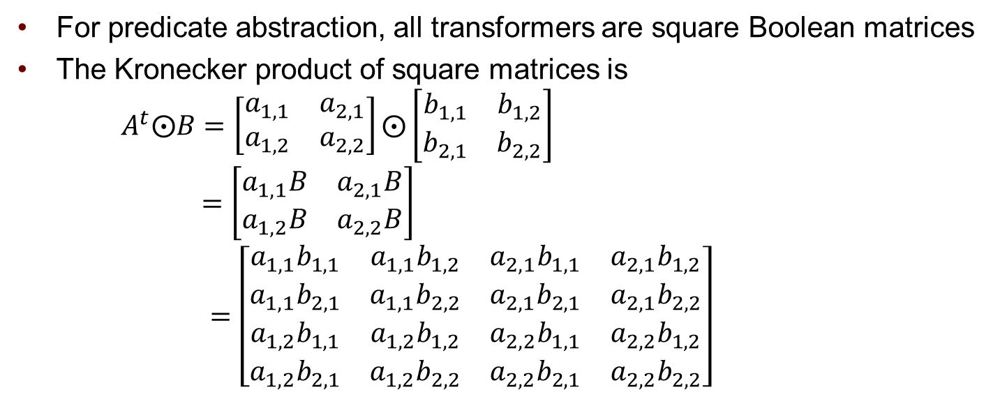 • For predicate abstraction, all transformers are square Boolean matrices
• The Kronecker product of square matrices is
$A^t \odot B = \begin{bmatrix} a_{1,1} & a_{2,1} \\ a_{1,2} & a_{2,2} \end{bmatrix} \odot \begin{bmatrix} b_{1,1} & b_{1,2} \\ b_{2,1} & b_{2,2} \end{bmatrix}$
$= \begin{bmatrix} a_{1,1}B & a_{2,1}B \\ a_{1,2}B & a_{2,2}B \end{bmatrix}$
$= \begin{bmatrix} a_{1,1}b_{1,1} & a_{1,1}b_{1,2} & a_{2,1}b_{1,1} & a_{2,1}b_{1,2} \\ a_{1,1}b_{2,1} & a_{1,1}b_{2,2} & a_{2,1}b_{2,1} & a_{2,1}b_{2,2} \\ a_{1,2}b_{1,1} & a_{1,2}b_{1,2} & a_{2,2}b_{1,1} & a_{2,2}b_{1,2} \\ a_{1,2}b_{2,1} & a_{1,2}b_{2,2} & a_{2,2}b_{2,1} & a_{2,2}b_{2,2} \end{bmatrix}$